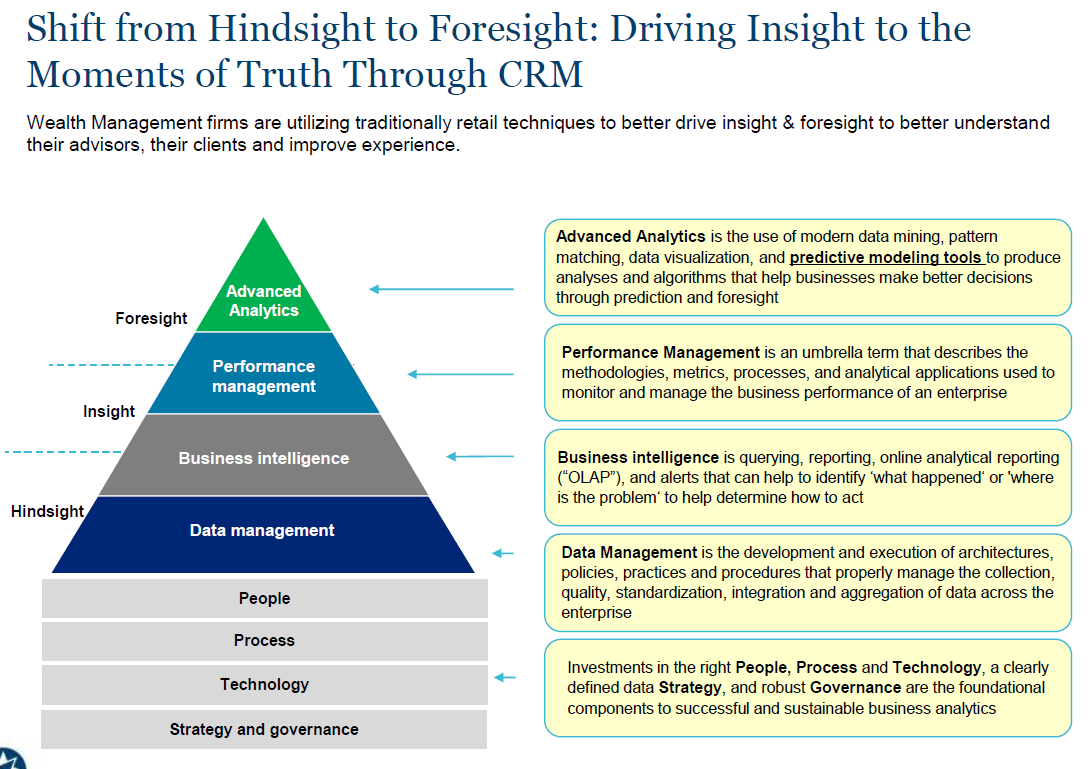 Shift from Hindsight to Foresight: Driving Insight to the
Moments of Truth Through CRM
Wealth Management firms are utilizing traditionally retail techniques to better drive insight & foresight to better understand
their advisors, their clients and improve experience.
Advanced
Analytics
Foresight
Performance
management
Insight
Business intelligence
Hindsight
Data management
People
Process
Technology
Strategy and governance
Advanced Analytics is the use of modern data mining, pattern
matching, data visualization, and predictive modeling tools to produce
analyses and algorithms that help businesses make better decisions
through prediction and foresight
Performance Management is an umbrella term that describes the
methodologies, metrics, processes, and analytical applications used to
monitor and manage the business performance of an enterprise
Business intelligence is querying, reporting, online analytical reporting
(“OLAP”), and alerts that can help to identify ‘what happened‘ or 'where
is the problem‘ to help determine how to act
Data Management is the development and execution of architectures,
policies, practices and procedures that properly manage the collection,
quality, standardization, integration and aggregation of data across the
enterprise
Investments in the right People, Process and Technology, a clearly
defined data Strategy, and robust Governance are the foundational
components to successful and sustainable business analytics